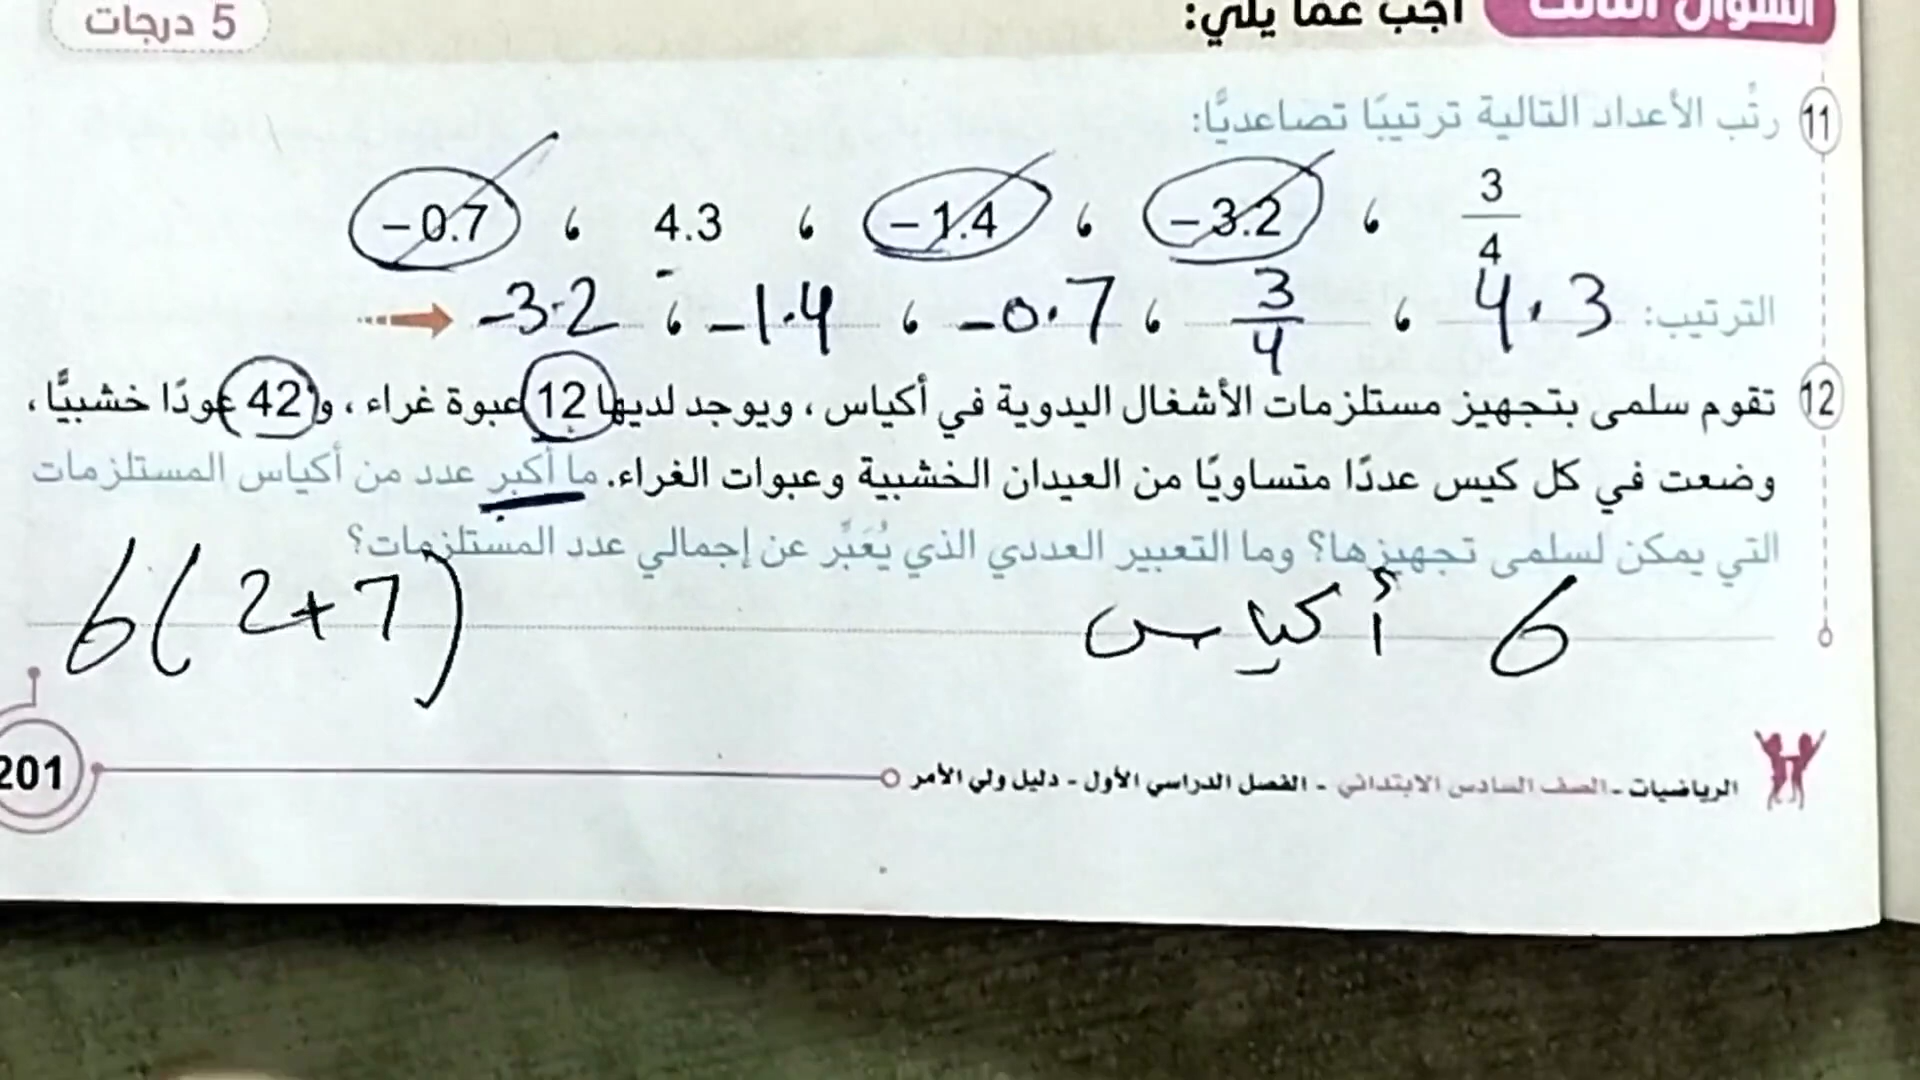 السؤال الثالث أجب عما يلي: 5 درجات
11 رتِّب الأعداد التالية ترتيبًا تصاعديًّا:
3/4 ، -3.2 ، -1.4 ، 4.3 ، -0.7
الترتيب: 4.3 ، 3/4 ، -0.7 ، -1.4 ، -3.2
12 تقوم سلمى بتجهيز مستلزمات الأشغال اليدوية في أكياس، ويوجد لديها 12 عبوة غراء، و42 عودًا خشبيًّا،
وضعت في كل كيس عددًا متساويًا من العيدان الخشبية وعبوات الغراء. ما أكبر عدد من أكياس المستلزمات
التي يمكن لسلمى تجهيزها؟ وما التعبير العددي الذي يُعَبِّر عن إجمالي عدد المستلزمات؟
6 أكياس 6(2+7)
الرياضيات - الصف السادس الابتدائي - الفصل الدراسي الأول - دليل ولي الأمر 201